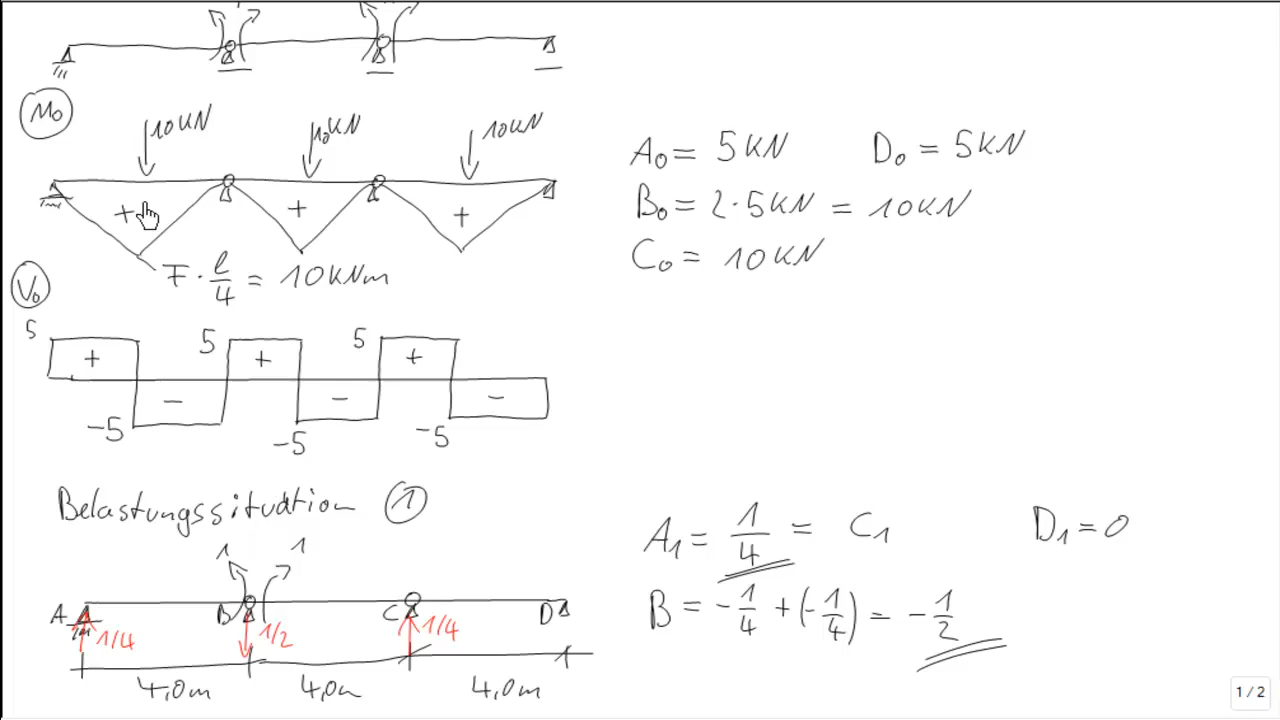 M₀
10KN 10KN 10KN
+ + +
F · l/4 = 10KNm
A₀ = 5KN D₀ = 5KN
B₀ = 2·5KN = 10KN
C₀ = 10KN
V₀
5 5 5
+ + +
- - -
-5 -5 -5
Belastungssituation ①
1 1
A B C D
1/4 1/2 1/4
4,0m 4,0m 4,0m
A₁ = 1/4 = C₁ D₁ = 0
B = -1/4 + (-1/4) = -1/2
1 / 2